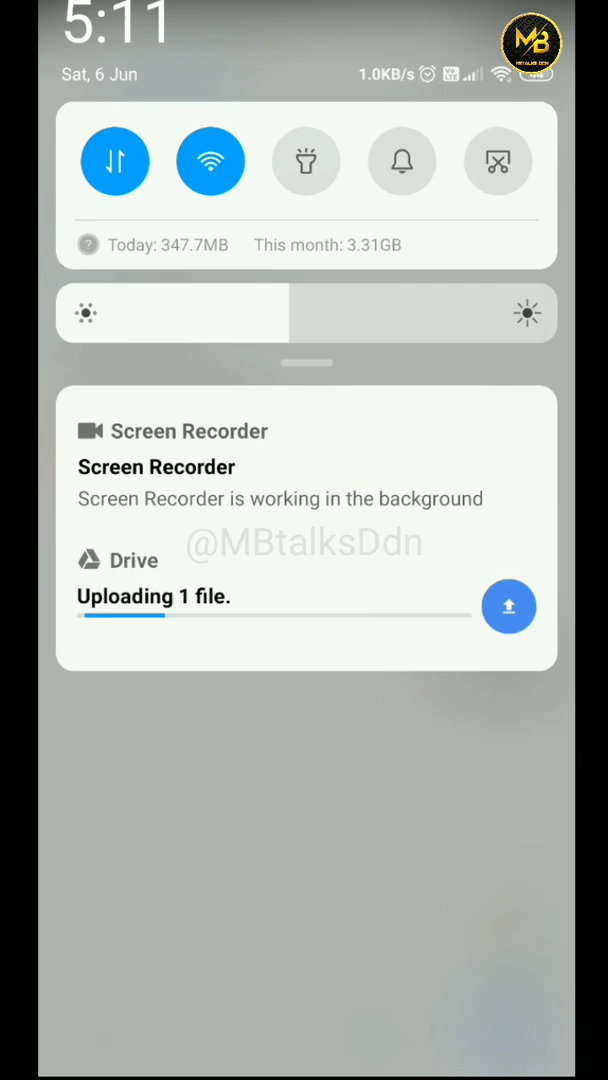 5:11
Sat, 6 Jun
1.0KB/s
MB
Today: 347.7MB This month: 3.31GB
Screen Recorder
Screen Recorder
Screen Recorder is working in the background
@MBtalksDdn
Drive
Uploading 1 file.